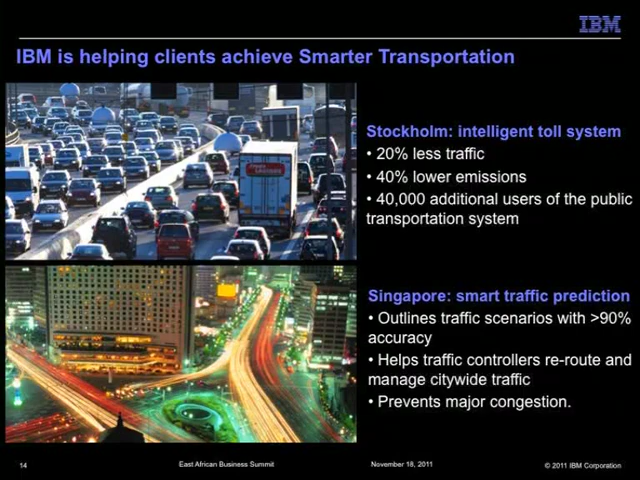 IBM
IBM is helping clients achieve Smarter Transportation
Stockholm: intelligent toll system
• 20% less traffic
• 40% lower emissions
• 40,000 additional users of the public
transportation system
Singapore: smart traffic prediction
• Outlines traffic scenarios with >90%
accuracy
• Helps traffic controllers re-route and
manage citywide traffic
• Prevents major congestion.
14
East African Business Summit
November 18, 2011
© 2011 IBM Corporation